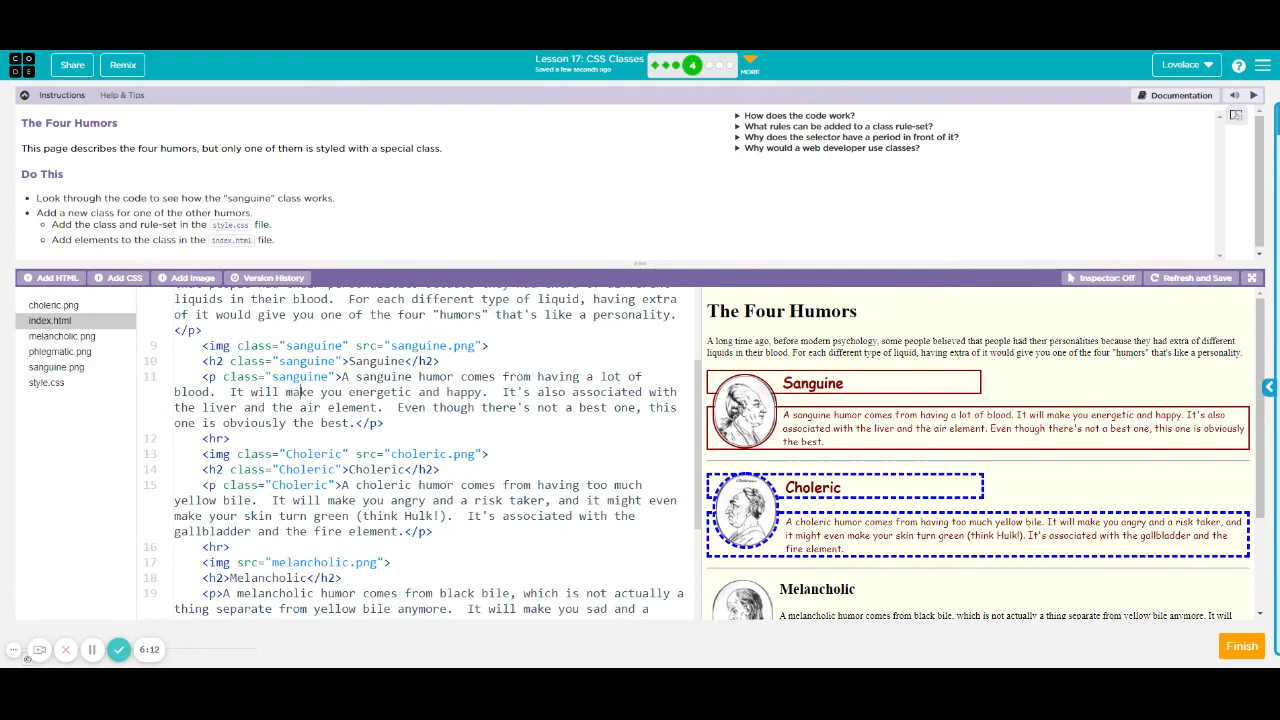 CODE
Share
Remix
Lesson 17: CSS Classes
Saved a few seconds ago
4
MORE
Lovelace
?
Instructions
Help & Tips
Documentation
The Four Humors
This page describes the four humors, but only one of them is styled with a special class.
Do This
Look through the code to see how the "sanguine" class works.
Add a new class for one of the other humors.
Add the class and rule-set in the style.css file.
Add elements to the class in the index.html file.
How does the code work?
What rules can be added to a class rule-set?
Why does the selector have a period in front of it?
Why would a web developer use classes?
Add HTML
Add CSS
Add Image
Version History
Inspector: Off
Refresh and Save
choleric.png
index.html
melancholic.png
phlegmatic.png
sanguine.png
style.css
liquids in their blood.  For each different type of liquid, having extra
of it would give you one of the four "humors" that's like a personality.
</p>
9 <img class="sanguine" src="sanguine.png">
10 <h2 class="sanguine">Sanguine</h2>
11 <p class="sanguine">A sanguine humor comes from having a lot of
blood.  It will make you energetic and happy.  It's also associated with
the liver and the air element.  Even though there's not a best one, this
one is obviously the best.</p>
12 <hr>
13 <img class="Choleric" src="choleric.png">
14 <h2 class="Choleric">Choleric</h2>
15 <p class="Choleric">A choleric humor comes from having too much
yellow bile.  It will make you angry and a risk taker, and it might even
make your skin turn green (think Hulk!).  It's associated with the
gallbladder and the fire element.</p>
16 <hr>
17 <img src="melancholic.png">
18 <h2>Melancholic</h2>
19 <p>A melancholic humor comes from black bile, which is not actually a
thing separate from yellow bile anymore.  It will make you sad and a
The Four Humors
A long time ago, before modern psychology, some people believed that people had their personalities because they had extra of different
liquids in their blood. For each different type of liquid, having extra of it would give you one of the four "humors" that's like a personality.
Sanguine
A sanguine humor comes from having a lot of blood. It will make you energetic and happy. It's also
associated with the liver and the air element. Even though there's not a best one, this one is obviously
the best.
Choleric
A choleric humor comes from having too much yellow bile. It will make you angry and a risk taker, and
it might even make your skin turn green (think Hulk!). It's associated with the gallbladder and the
fire element.
Melancholic
A melancholic humor comes from black bile, which is not actually a thing separate from yellow bile anymore. It will
6:12
Finish